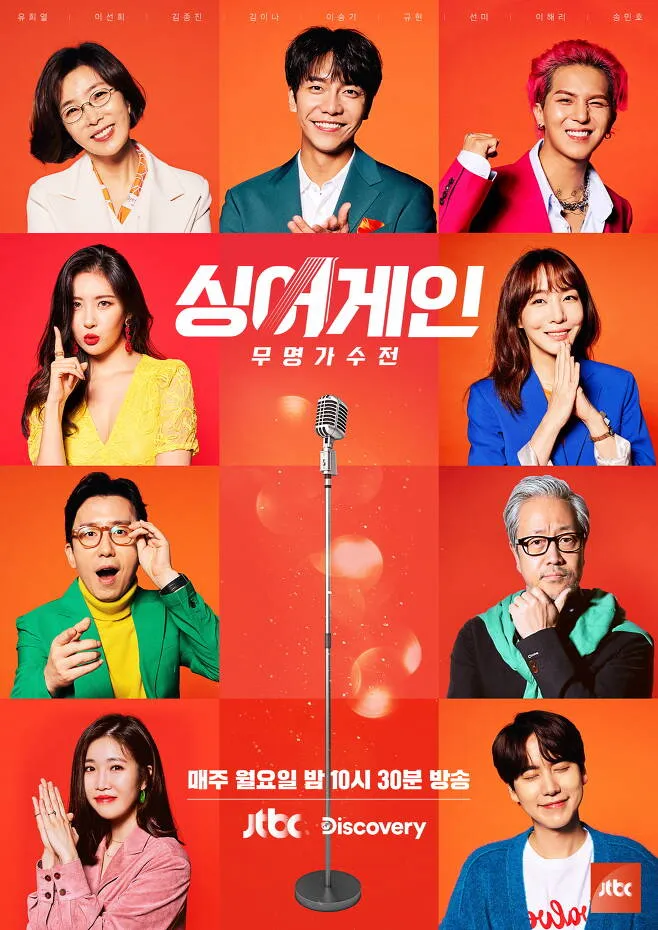 유희열 | 이선희 | 김종진 | 김이나 | 이승기 | 규현 | 선미 | 이해리 | 송민호
싱어게인
무명가수전
매주 월요일 밤 10시 30분 방송
jtbc Discovery
valve
jtbc